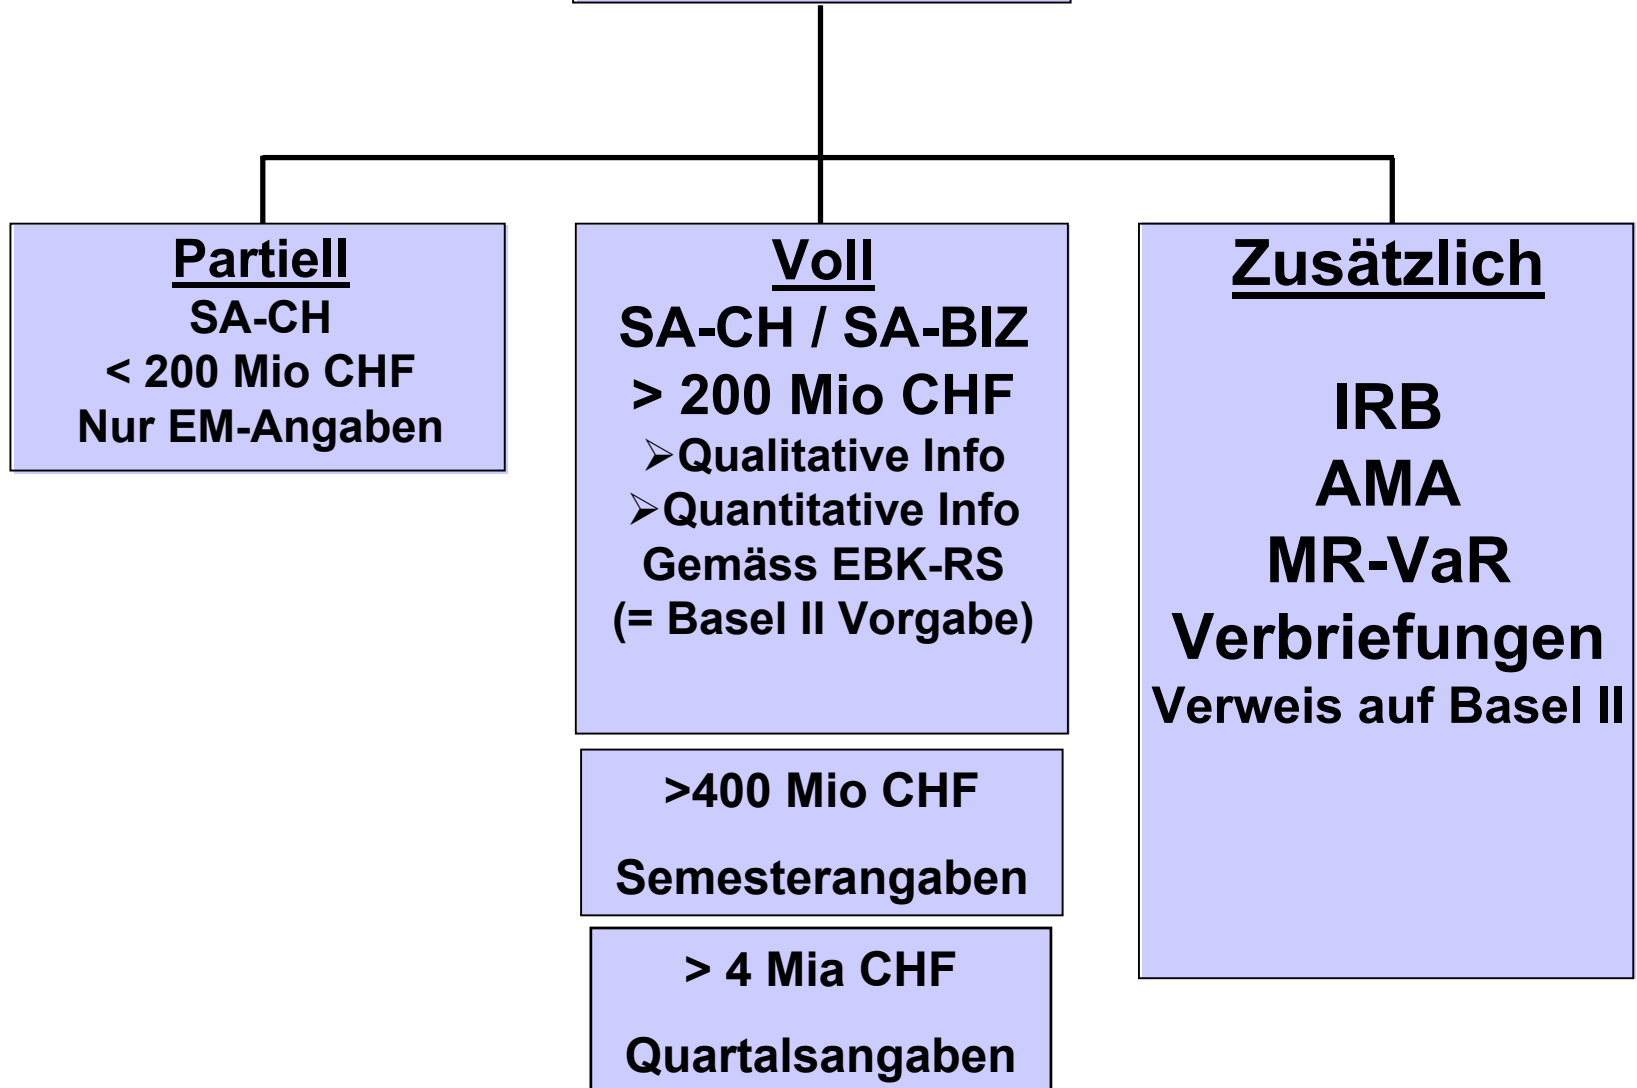 Partiell
SA-CH
< 200 Mio CHF
Nur EM-Angaben
Voll
SA-CH / SA-BIZ
> 200 Mio CHF
➢Qualitative Info
➢Quantitative Info
Gemäss EBK-RS
(= Basel II Vorgabe)
>400 Mio CHF
Semesterangaben
> 4 Mia CHF
Quartalsangaben
Zusätzlich
IRB
AMA
MR-VaR
Verbriefungen
Verweis auf Basel II